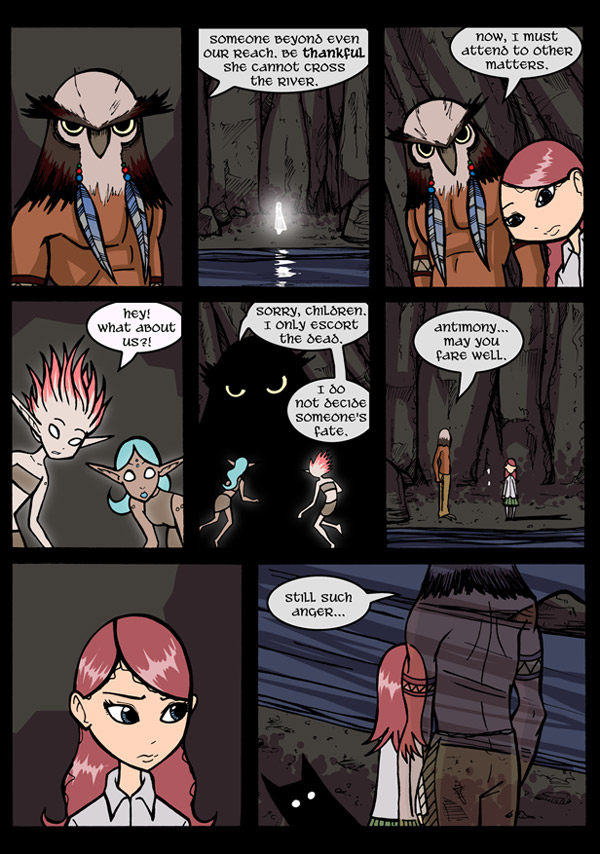 someone beyond even
our reach. be thankful
she cannot cross
the river.
now, I must
attend to other
matters.
hey!
what about
us?!
sorry, children.
I only escort
the dead.
I do
not decide
someone's
fate.
antimony...
may you
fare well.
still such
anger...